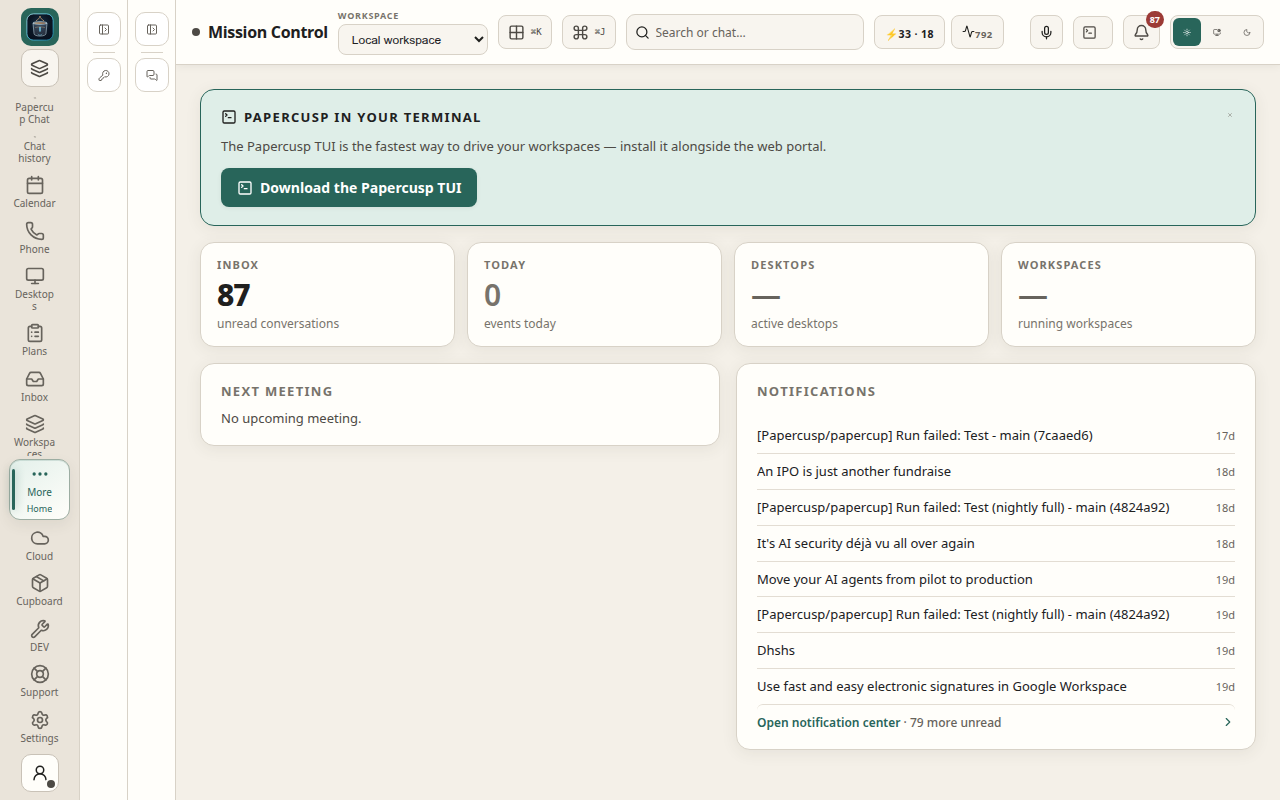 Papercu
p Chat
Chat
history
Calendar
Phone
Desktop
s
Plans
Inbox
Workspa
ces
More
Home
Cloud
Cupboard
DEV
Support
Settings
Mission Control
WORKSPACE
Local workspace
⌘K
⌘J
Search or chat...
⚡33 · 18
792
87
PAPERCUSP IN YOUR TERMINAL
×
The Papercusp TUI is the fastest way to drive your workspaces — install it alongside the web portal.
Download the Papercusp TUI
INBOX
87
unread conversations
TODAY
0
events today
DESKTOPS
—
active desktops
WORKSPACES
—
running workspaces
NEXT MEETING
No upcoming meeting.
NOTIFICATIONS
[Papercusp/papercup] Run failed: Test - main (7caaed6) 17d
An IPO is just another fundraise 18d
[Papercusp/papercup] Run failed: Test (nightly full) - main (4824a92) 18d
It's AI security déjà vu all over again 18d
Move your AI agents from pilot to production 19d
[Papercusp/papercup] Run failed: Test (nightly full) - main (4824a92) 19d
Dhshs 19d
Use fast and easy electronic signatures in Google Workspace 19d
Open notification center · 79 more unread